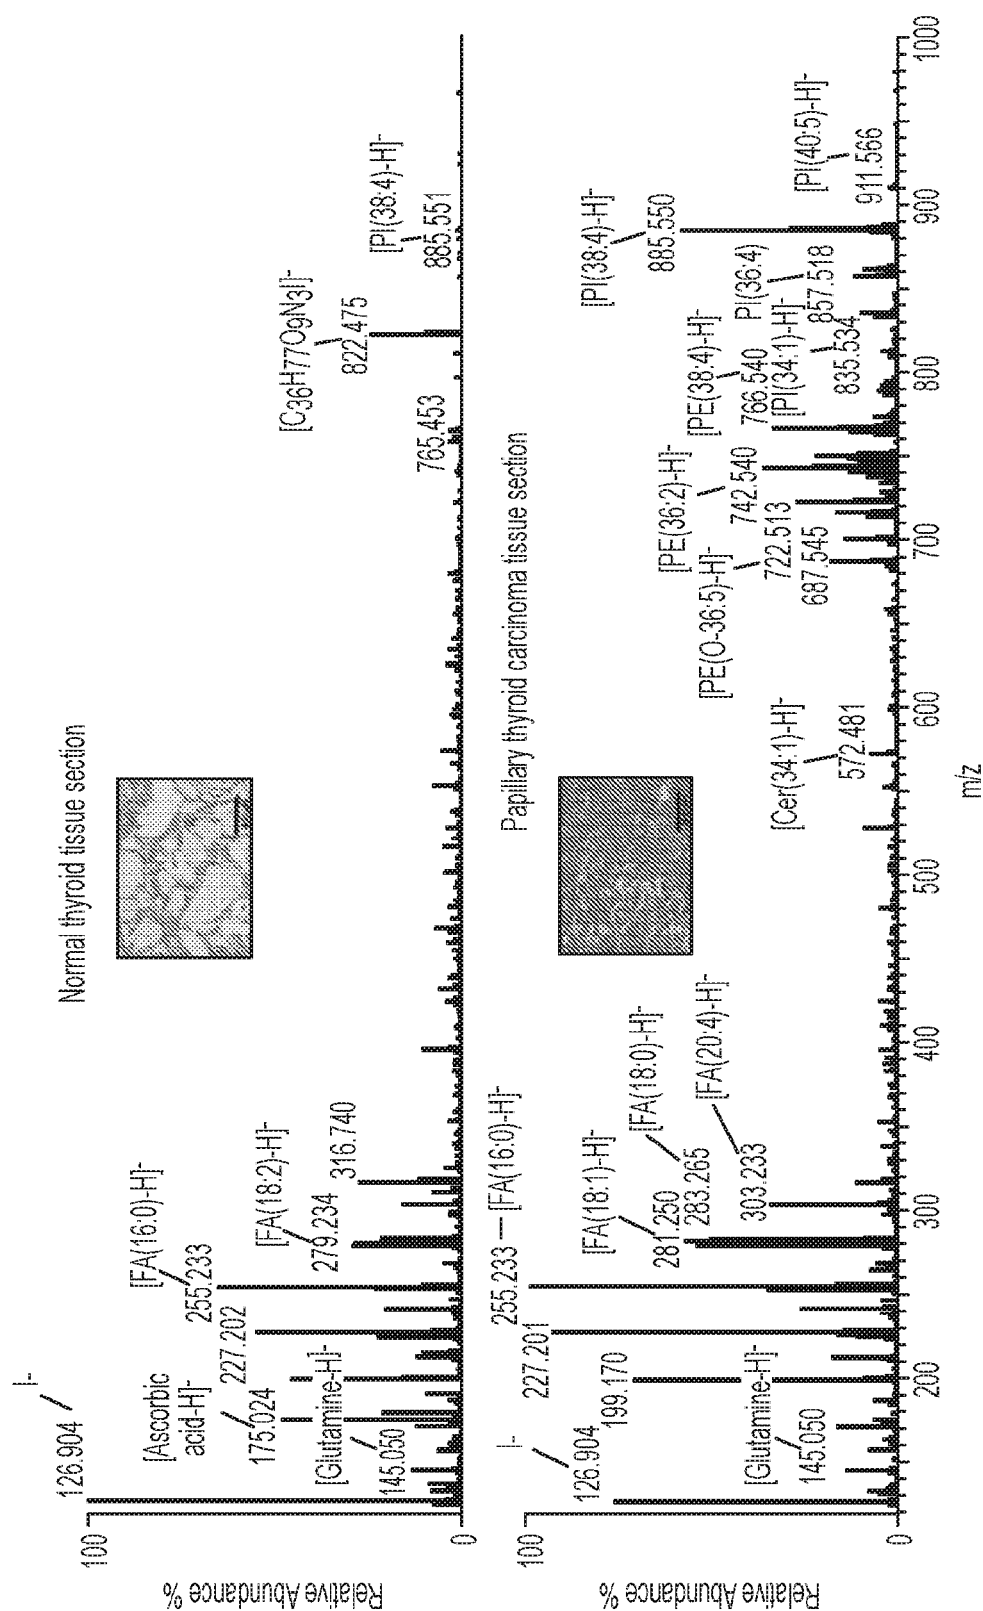 Normal thyroid tissue section
Relative Abundance %
100
0
126.904
I-
[Ascorbic
acid-H]-
175.024
[Glutamine-H]-
145.050
227.202
[FA(16:0)-H]-
255.233
[FA(18:2)-H]-
279.234
316.740
765.453
[C36H77O9N3I]-
822.475
[PI(38:4)-H]-
885.551
Papillary thyroid carcinoma tissue section
Relative Abundance %
100
0
126.904
I-
[Glutamine-H]-
145.050
199.170
227.201
255.233
[FA(16:0)-H]-
[FA(18:1)-H]-
281.250
[FA(18:0)-H]-
283.265
[FA(20:4)-H]-
303.233
[Cer(34:1)-H]-
572.481
687.545
[PE(O-36:5)-H]-
722.513
[PE(36:2)-H]-
742.540
[PE(38:4)-H]-
766.540
[PI(34:1)-H]-
835.534
PI(36:4)
857.518
[PI(38:4)-H]-
885.550
[PI(40:5)-H]-
911.566
200
300
400
500
600
700
800
900
1000
m/z